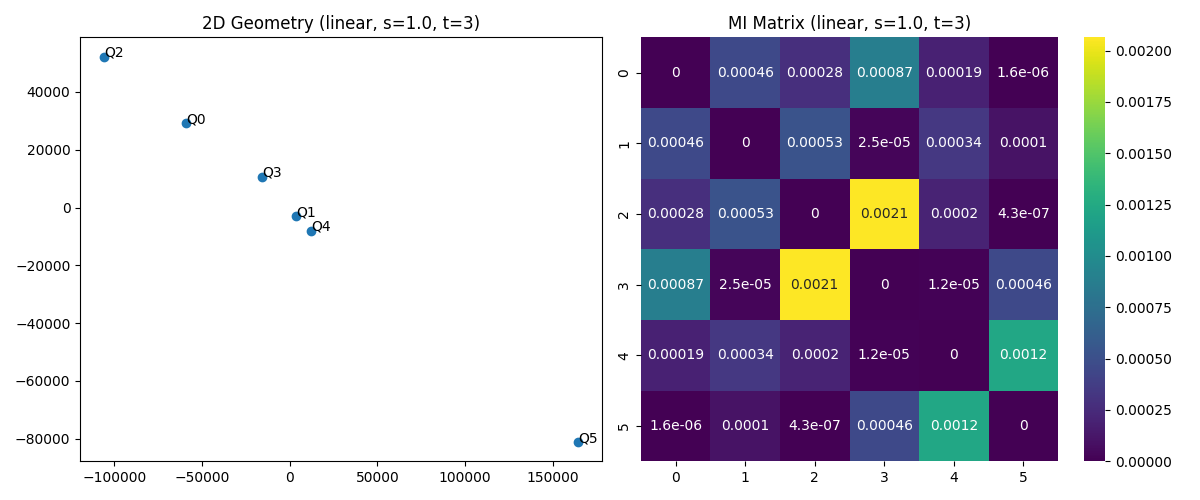 2D Geometry (linear, s=1.0, t=3)
Q2
Q0
Q3
Q1
Q4
Q5
40000
20000
0
−20000
−40000
−60000
−80000
−100000 −50000 0 50000 100000 150000
MI Matrix (linear, s=1.0, t=3)
0 0 0.00046 0.00028 0.00087 0.00019 1.6e-06
1 0.00046 0 0.00053 2.5e-05 0.00034 0.0001
2 0.00028 0.00053 0 0.0021 0.0002 4.3e-07
3 0.00087 2.5e-05 0.0021 0 1.2e-05 0.00046
4 0.00019 0.00034 0.0002 1.2e-05 0 0.0012
5 1.6e-06 0.0001 4.3e-07 0.00046 0.0012 0
0 1 2 3 4 5
0.00200
0.00175
0.00150
0.00125
0.00100
0.00075
0.00050
0.00025
0.00000